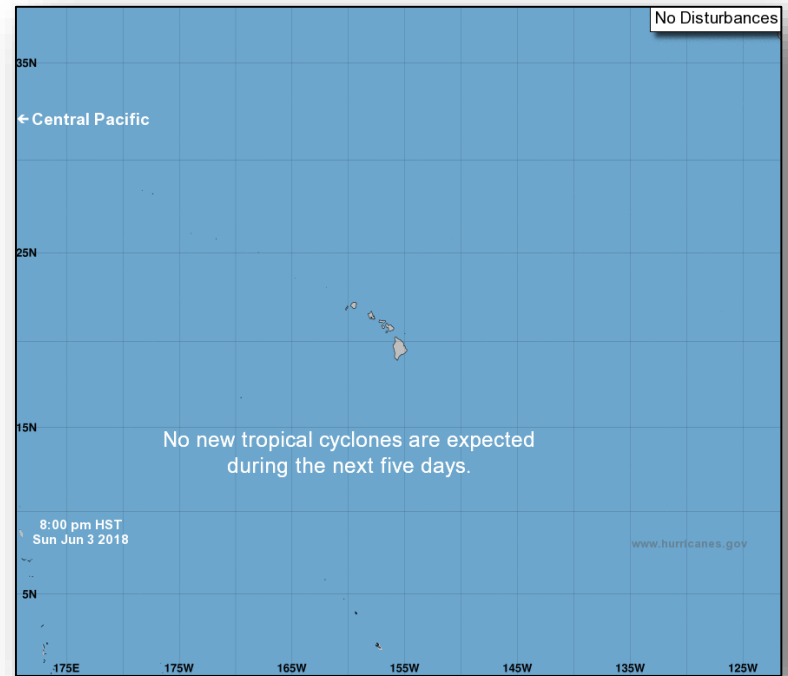 No Disturbances
35N
←Central Pacific
25N
15N
No new tropical cyclones are expected
during the next five days.
8:00 pm HST
Sun Jun 3 2018
www.hurricanes.gov
5N
175E 175W 165W 155W 145W 135W 125W